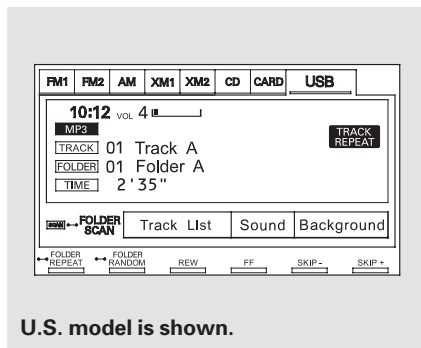 FM1 FM2 AM XM1 XM2 CD CARD USB
10:12 VOL 4
MP3
TRACK REPEAT
TRACK 01 Track A
FOLDER 01 Folder A
TIME 2'35"
SCAN FOLDER SCAN Track LIst Sound Background
FOLDER REPEAT FOLDER RANDOM REW FF SKIP - SKIP +
U.S. model is shown.